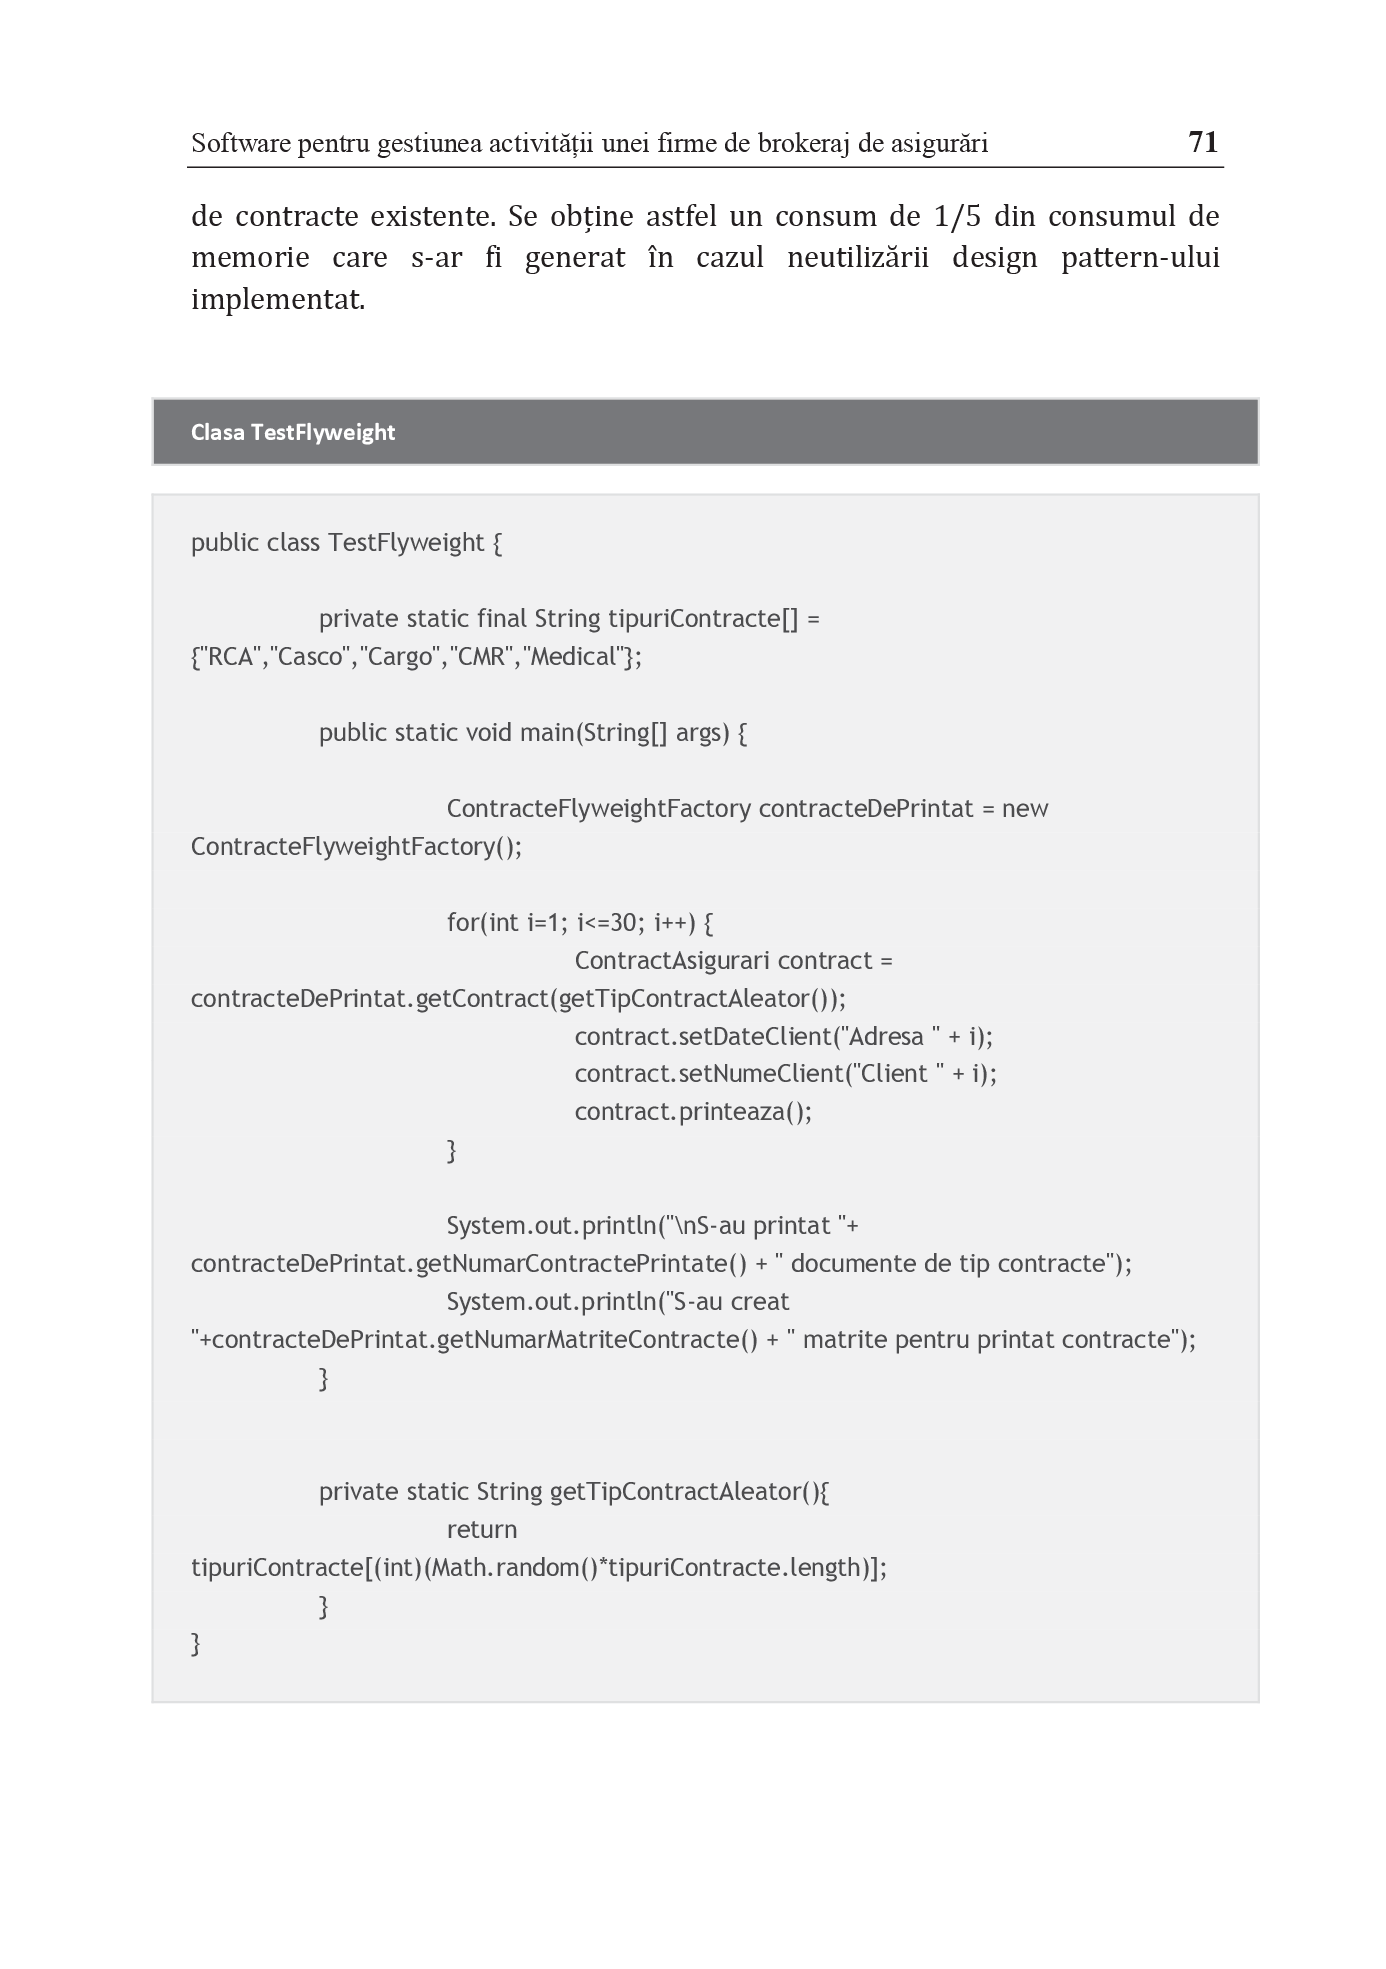 Software pentru gestiunea activității unei firme de brokeraj de asigurări 71
de contracte existente. Se obține astfel un consum de 1/5 din consumul de
memorie care s-ar fi generat în cazul neutilizării design pattern-ului
implementat.
Clasa TestFlyweight
public class TestFlyweight {
private static final String tipuriContracte[] =
{"RCA","Casco","Cargo","CMR","Medical"};
public static void main(String[] args) {
ContracteFlyweightFactory contracteDePrintat = new
ContracteFlyweightFactory();
for(int i=1; i<=30; i++) {
ContractAsigurari contract =
contracteDePrintat.getContract(getTipContractAleator());
contract.setDateClient("Adresa " + i);
contract.setNumeClient("Client " + i);
contract.printeaza();
}
System.out.println("\nS-au printat "+
contracteDePrintat.getNumarContractePrintate() + " documente de tip contracte");
System.out.println("S-au creat
"+contracteDePrintat.getNumarMatriteContracte() + " matrite pentru printat contracte");
}
private static String getTipContractAleator(){
return
tipuriContracte[(int)(Math.random()*tipuriContracte.length)];
}
}